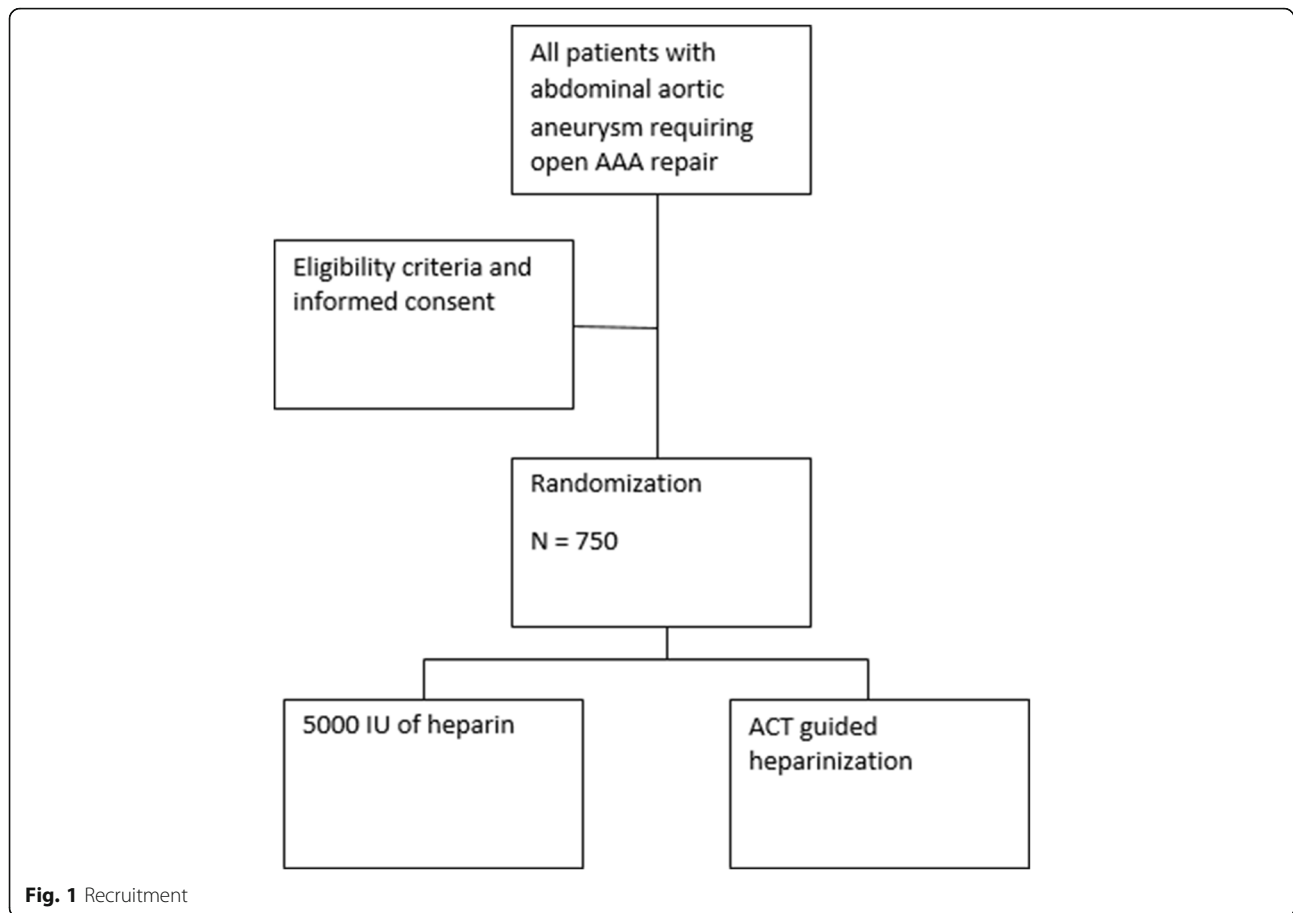 All patients with
abdominal aortic
aneurysm requiring
open AAA repair
Eligibility criteria and
informed consent
Randomization
N = 750
5000 IU of heparin
ACT guided
heparinization
Fig. 1 Recruitment